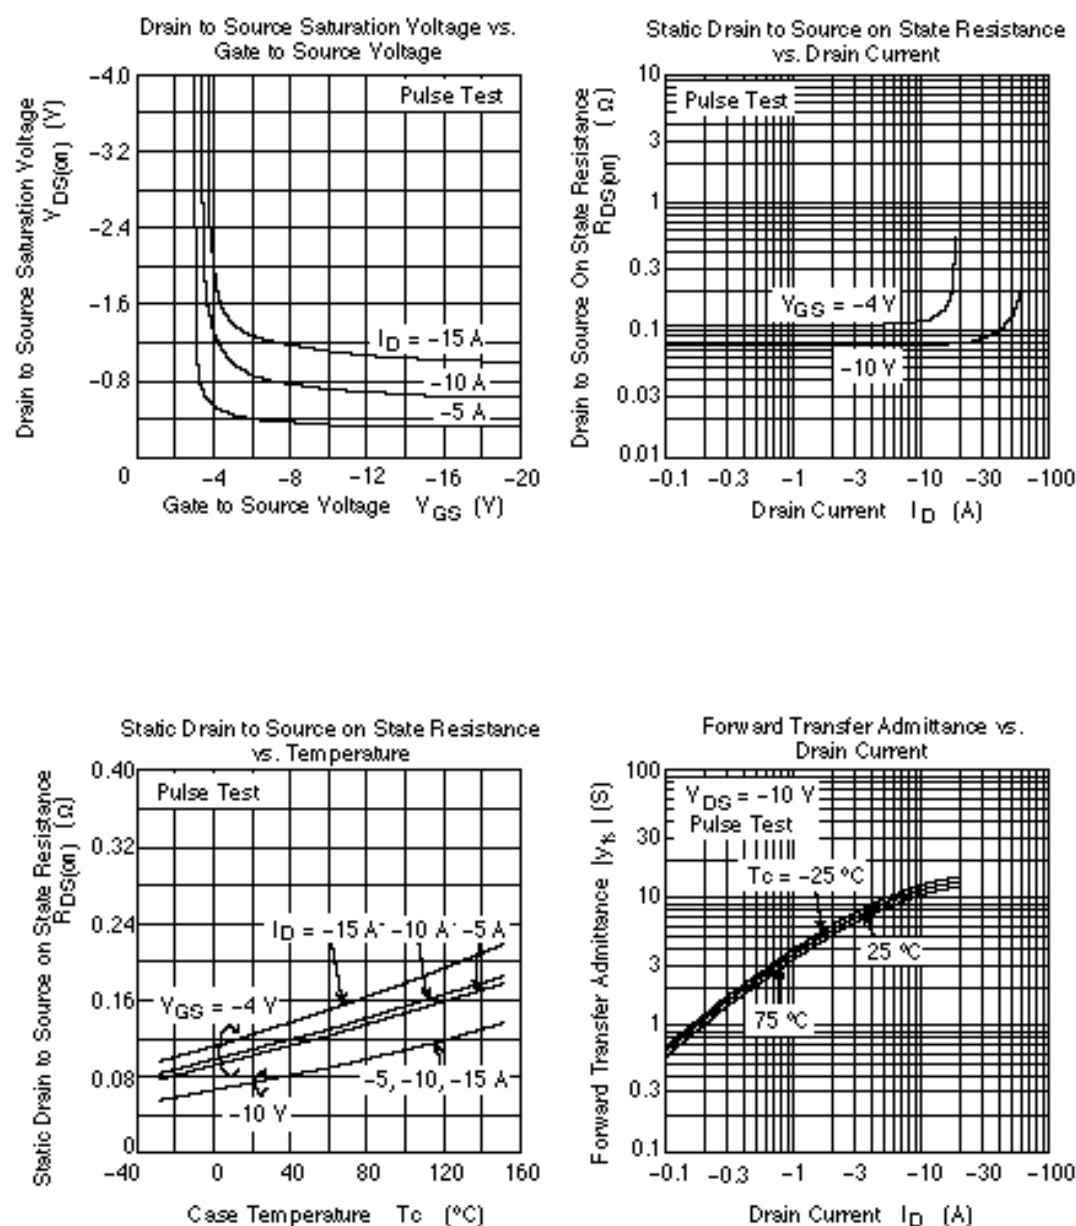 Drain to Source Saturation Voltage vs.
Gate to Source Voltage
Drain to Source Saturation Voltage
VDS(on) (V)
−4.0
−3.2
−2.4
−1.6
−0.8
0
−4
−8
−12
−16
−20
Pulse Test
ID = −15 A
−10 A
−5 A
Gate to Source Voltage VGS (V)
Static Drain to Source on State Resistance
vs. Drain Current
Drain to Source On State Resistance
RDS(on) (Ω)
10
3
1
0.3
0.1
0.03
0.01
−0.1
−0.3
−1
−3
−10
−30
−100
Pulse Test
VGS = −4 V
−10 V
Drain Current ID (A)
Static Drain to Source on State Resistance
vs. Temperature
Static Drain to Source on State Resistance
RDS(on) (Ω)
0.40
0.32
0.24
0.16
0.08
0
−40
0
40
80
120
160
Pulse Test
ID = −15 A
−10 A
−5 A
VGS = −4 V
−10 V
−5, −10, −15 A
Case Temperature Tc (°C)
Forward Transfer Admittance vs.
Drain Current
Forward Transfer Admittance |yfs| (S)
100
30
10
3
1
0.3
0.1
−0.1
−0.3
−1
−3
−10
−30
−100
VDS = −10 V
Pulse Test
Tc = −25 °C
25 °C
75 °C
Drain Current ID (A)